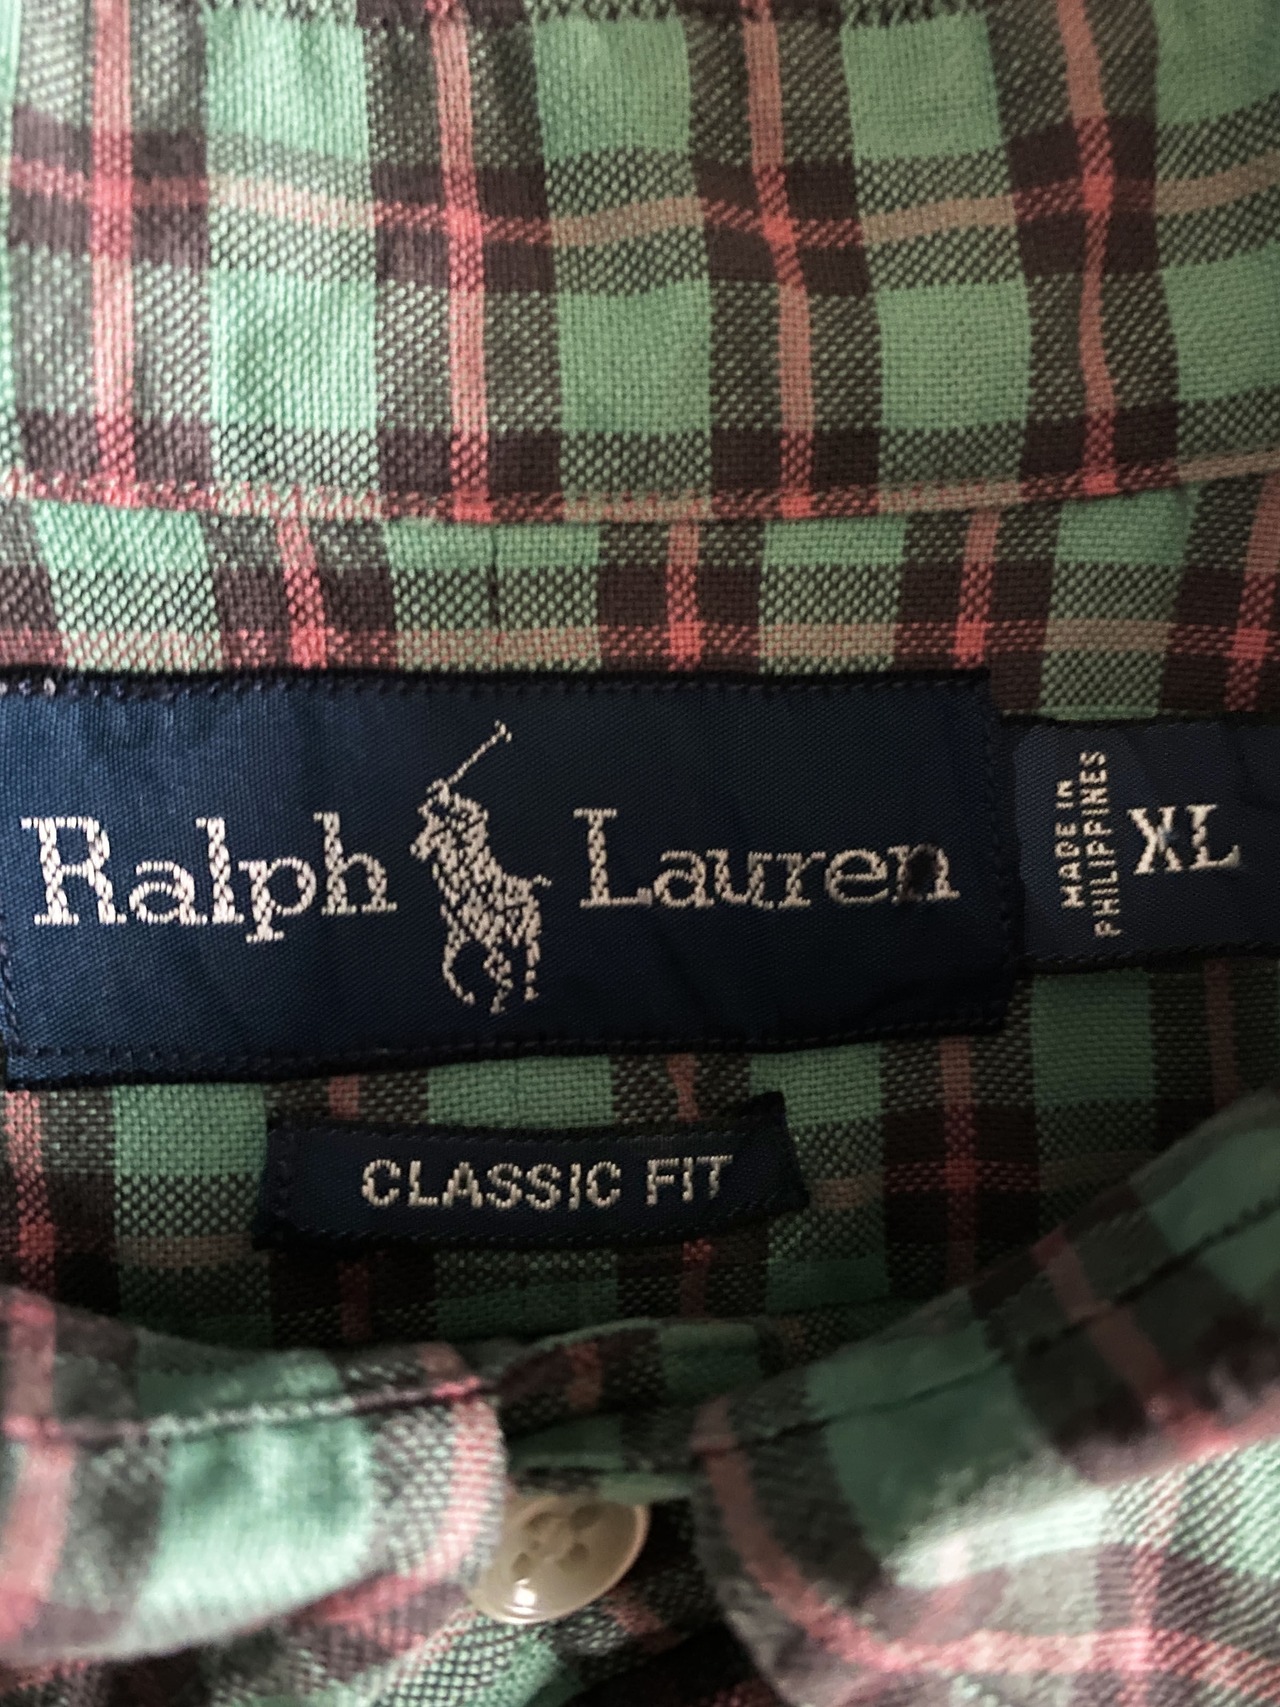 Ralph Lauren
MADE IN
PHILIPPINES
XL
CLASSIC FIT